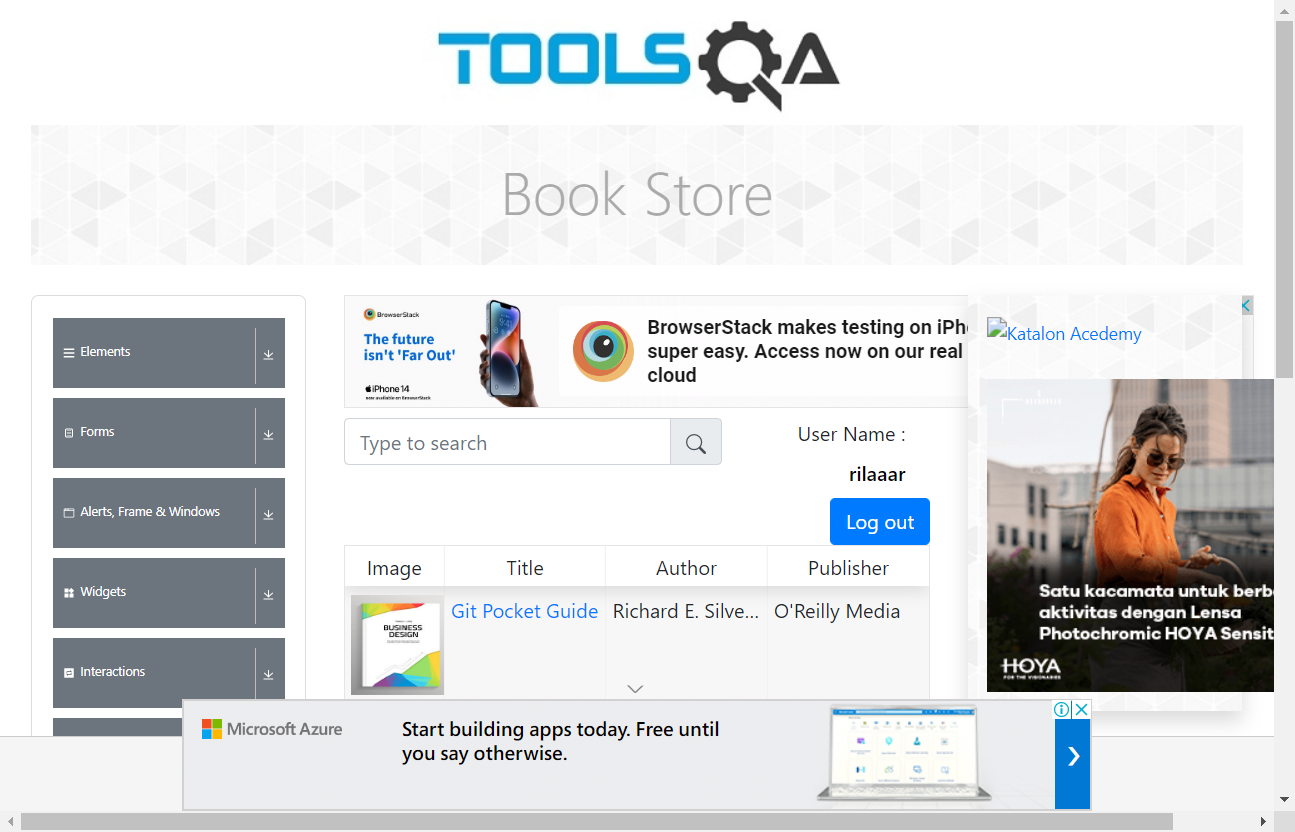 TOOLSQA
Book Store
Elements
Forms
Alerts, Frame & Windows
Widgets
Interactions
BrowserStack
The future
isn't 'Far Out'
iPhone 14
now available on BrowserStack
BrowserStack makes testing on iPh
super easy. Access now on our real
cloud
Type to search
User Name :
rilaaar
Log out
Image Title Author Publisher
BUSINESS
DESIGN
Git Pocket Guide Richard E. Silve... O'Reilly Media
Katalon Acedemy
Satu kacamata untuk berb
aktivitas dengan Lensa
Photochromic HOYA Sensit
HOYA
FOR THE VISIONARIES
Microsoft Azure
Start building apps today. Free until
you say otherwise.